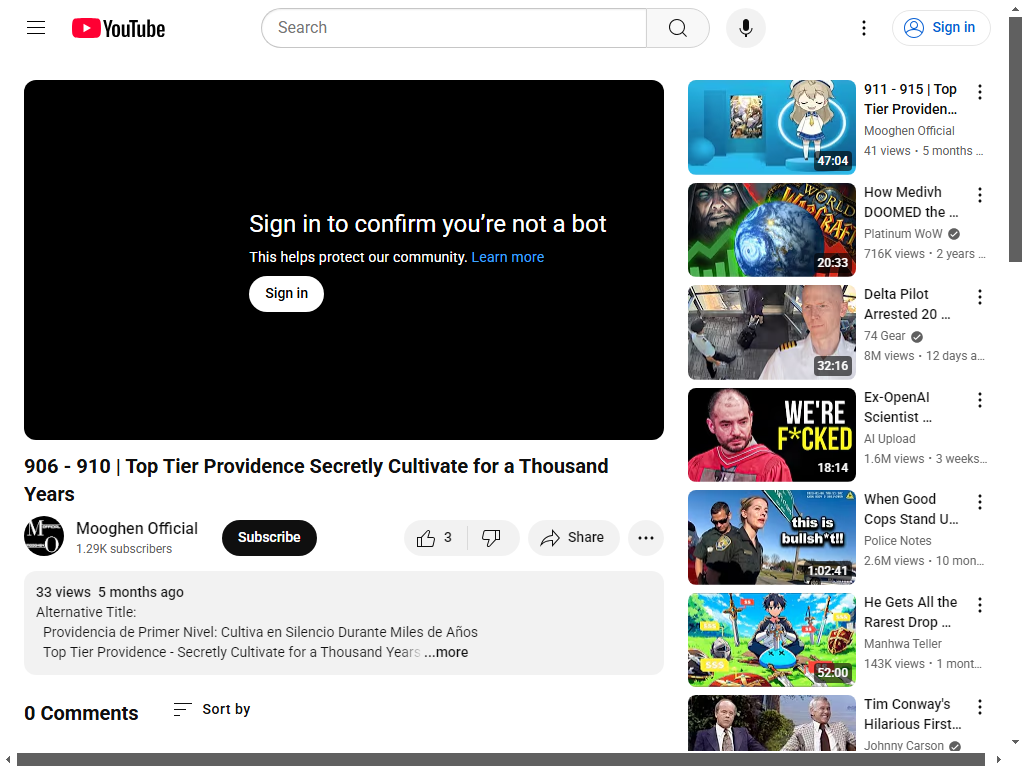 YouTube
Search
Sign in
Sign in to confirm you’re not a bot
This helps protect our community. Learn more
Sign in
906 - 910 | Top Tier Providence Secretly Cultivate for a Thousand
Years
Mooghen Official
1.29K subscribers
Subscribe
3
Share
33 views 5 months ago
Alternative Title:
Providencia de Primer Nivel: Cultiva en Silencio Durante Miles de Años
Top Tier Providence - Secretly Cultivate for a Thousand Years ...more
0 Comments
Sort by
47:04
911 - 915 | Top
Tier Providen...
Mooghen Official
41 views • 5 months ...
WORLD
WARCRAFT
20:33
How Medivh
DOOMED the ...
Platinum WoW
716K views • 2 years ...
32:16
Delta Pilot
Arrested 20 ...
74 Gear
8M views • 12 days a...
WE'RE
F*CKED
18:14
Ex-OpenAI
Scientist ...
AI Upload
1.6M views • 3 weeks...
this is
bullsh*t!!
1:02:41
When Good
Cops Stand U...
Police Notes
2.6M views • 10 mon...
SSS
52:00
He Gets All the
Rarest Drop ...
Manhwa Teller
143K views • 1 mont...
Tim Conway's
Hilarious First...
Johnny Carson